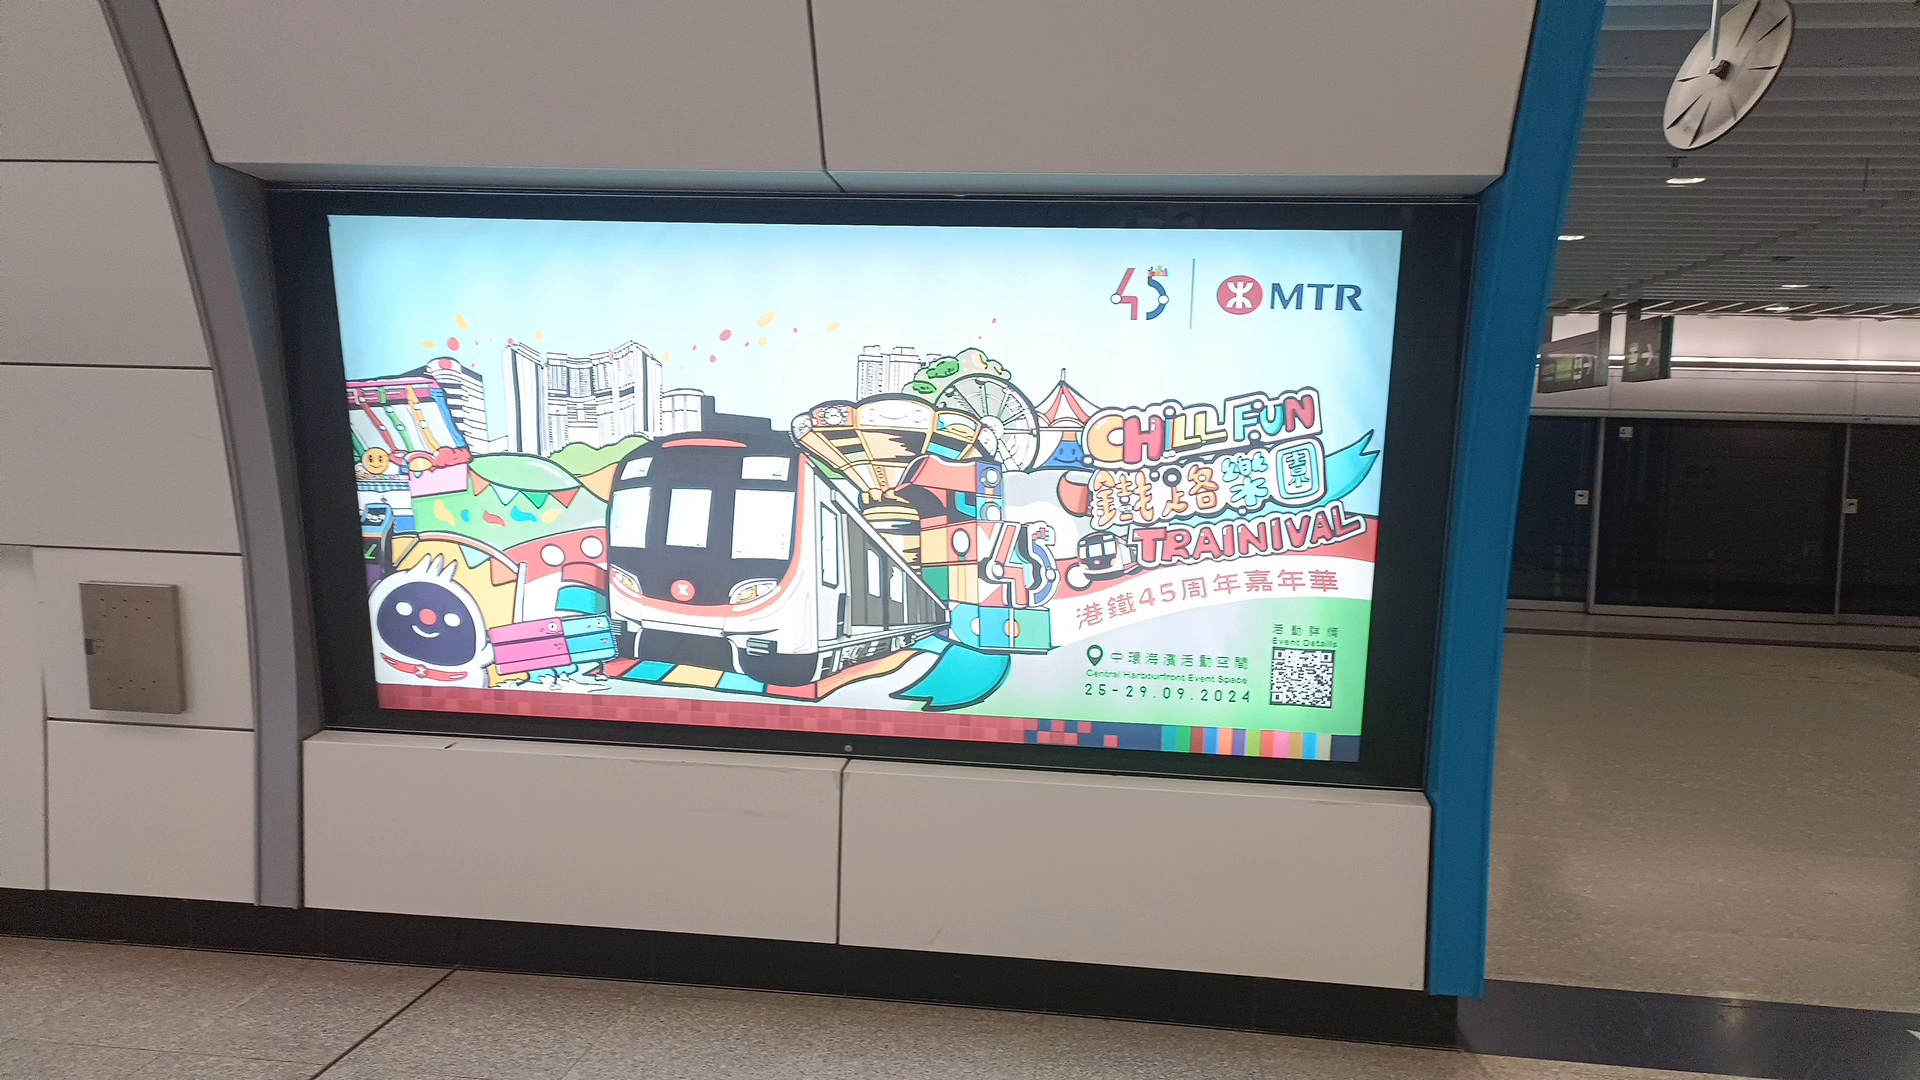 45 MTR
CHILL FUN
鐵路樂園
45
TRAINIVAL
港鐵45周年嘉年華
活動詳情
Event Details
中環海濱活動空間
Central Harbourfront Event Space
25-29.09.2024